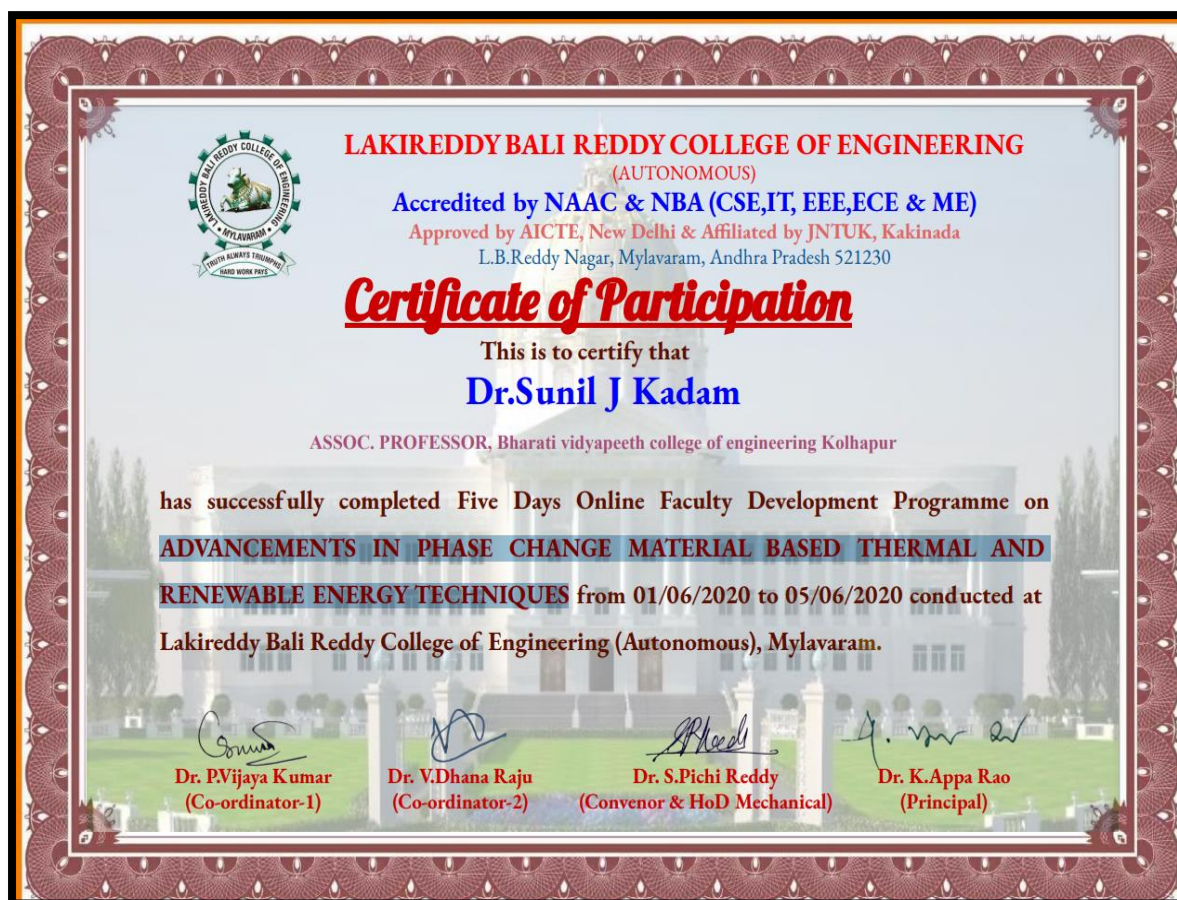 LAKIREDDY BALI REDDY COLLEGE OF ENGINEERING
• MYLAVARAM •
TRUTH ALWAYS TRIUMPHS
HARD WORK PAYS
LAKIREDDY BALI REDDY COLLEGE OF ENGINEERING
(AUTONOMOUS)
Accredited by NAAC & NBA (CSE,IT, EEE,ECE & ME)
Approved by AICTE, New Delhi & Affiliated by JNTUK, Kakinada
L.B.Reddy Nagar, Mylavaram, Andhra Pradesh 521230
Certificate of Participation
This is to certify that
Dr.Sunil J Kadam
ASSOC. PROFESSOR, Bharati vidyapeeth college of engineering Kolhapur
has successfully completed Five Days Online Faculty Development Programme on
ADVANCEMENTS IN PHASE CHANGE MATERIAL BASED THERMAL AND
RENEWABLE ENERGY TECHNIQUES from 01/06/2020 to 05/06/2020 conducted at
Lakireddy Bali Reddy College of Engineering (Autonomous), Mylavaram.
Dr. P.Vijaya Kumar
(Co-ordinator-1)
Dr. V.Dhana Raju
(Co-ordinator-2)
Dr. S.Pichi Reddy
(Convenor & HoD Mechanical)
Dr. K.Appa Rao
(Principal)